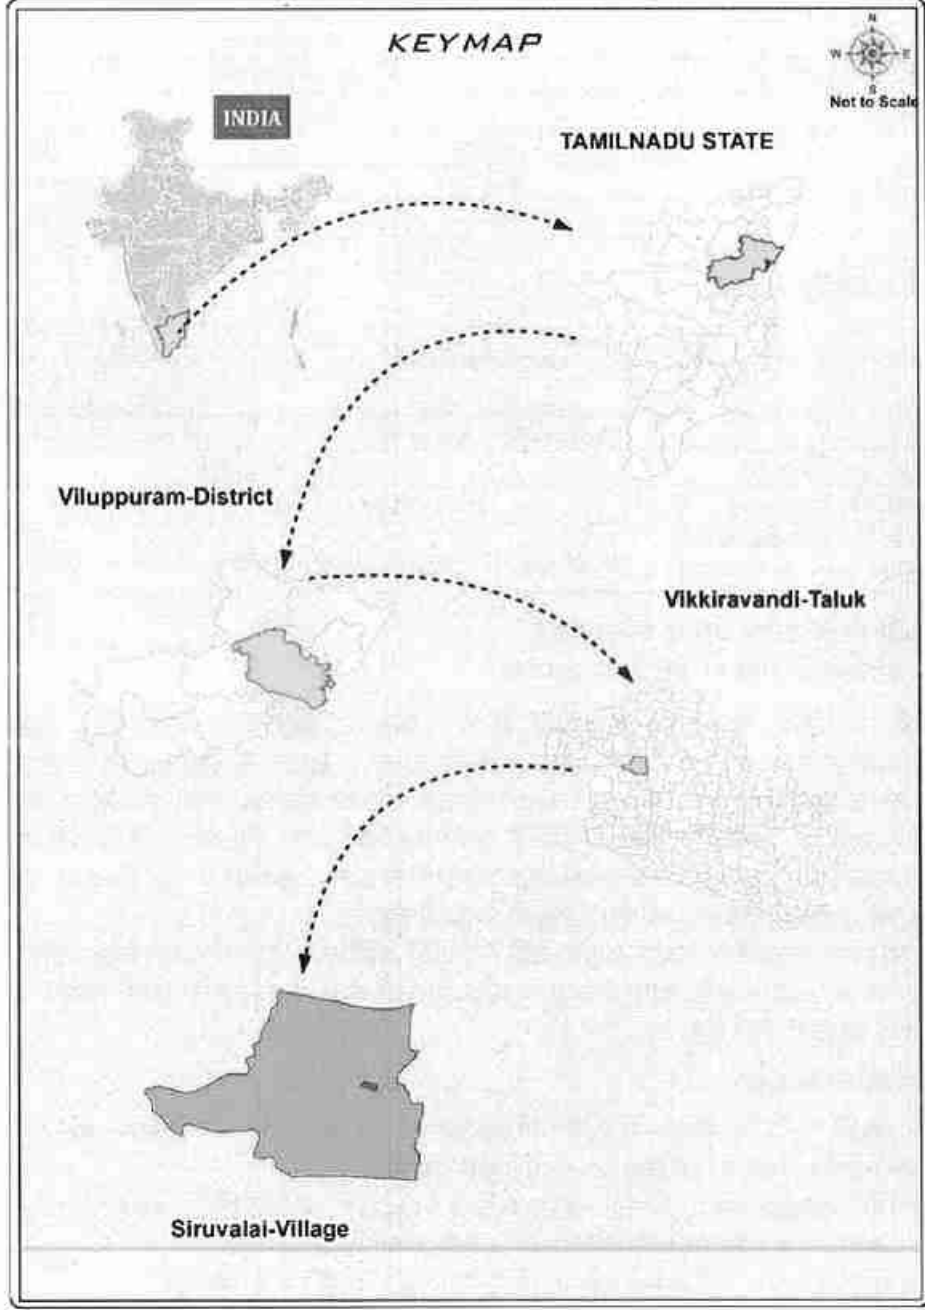 KEYMAP
N
W E
S
Not to Scale
INDIA
TAMILNADU STATE
Viluppuram-District
Vikkiravandi-Taluk
Siruvalai-Village